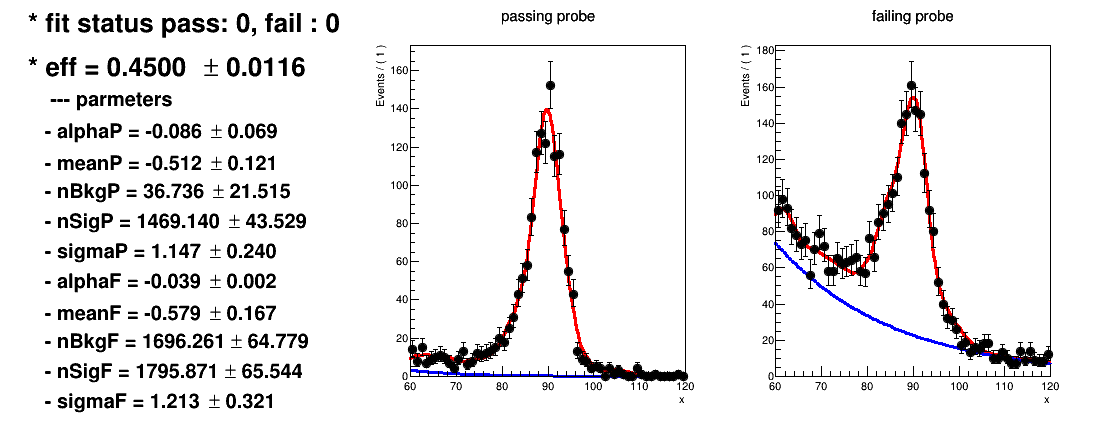 * fit status pass: 0, fail : 0
* eff = 0.4500 ± 0.0116
--- parmeters
- alphaP = -0.086 ± 0.069
- meanP = -0.512 ± 0.121
- nBkgP = 36.736 ± 21.515
- nSigP = 1469.140 ± 43.529
- sigmaP = 1.147 ± 0.240
- alphaF = -0.039 ± 0.002
- meanF = -0.579 ± 0.167
- nBkgF = 1696.261 ± 64.779
- nSigF = 1795.871 ± 65.544
- sigmaF = 1.213 ± 0.321
passing probe
Events / ( 1 )
160
140
120
100
80
60
40
20
0
60 70 80 90 100 110 120
x
failing probe
Events / ( 1 )
180
160
140
120
100
80
60
40
20
0
60 70 80 90 100 110 120
x